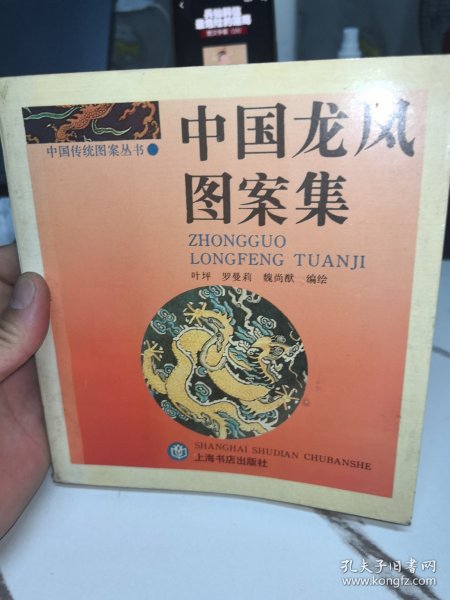 中国传统图案丛书
中国龙凤
图案集
ZHONGGUO
LONGFENG TUANJI
叶坪 罗曼莉 魏尚猷 编绘
SHANGHAI SHUDIAN CHUBANSHE
上海书店出版社
孔夫子旧书网
www.kongfz.com